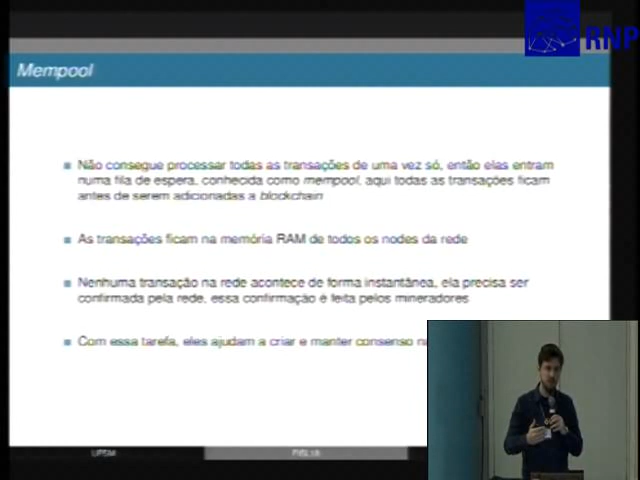 RNP
Mempool
Não consegue processar todas as transações de uma vez só, então elas entram
numa fila de espera, conhecida como mempool, aqui todas as transações ficam
antes de serem adicionadas a blockchain
As transações ficam na memória RAM de todos os nodes da rede
Nenhuma transação na rede acontece de forma instantânea, ela precisa ser
confirmada pela rede, essa confirmação é feita pelos mineradores
Com essa tarefa, eles ajudam a criar e manter consenso
UFSM